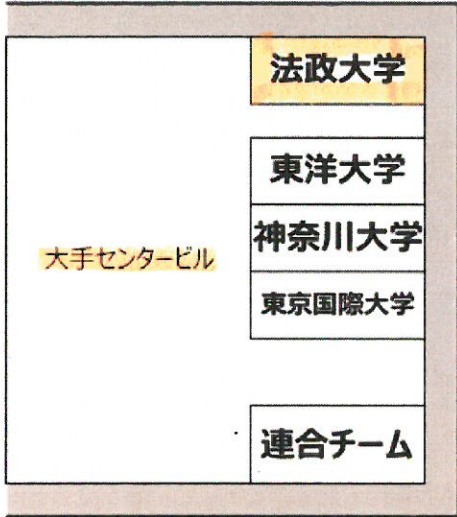 法政大学
東洋大学
神奈川大学
大手センタービル
東京国際大学
連合チーム